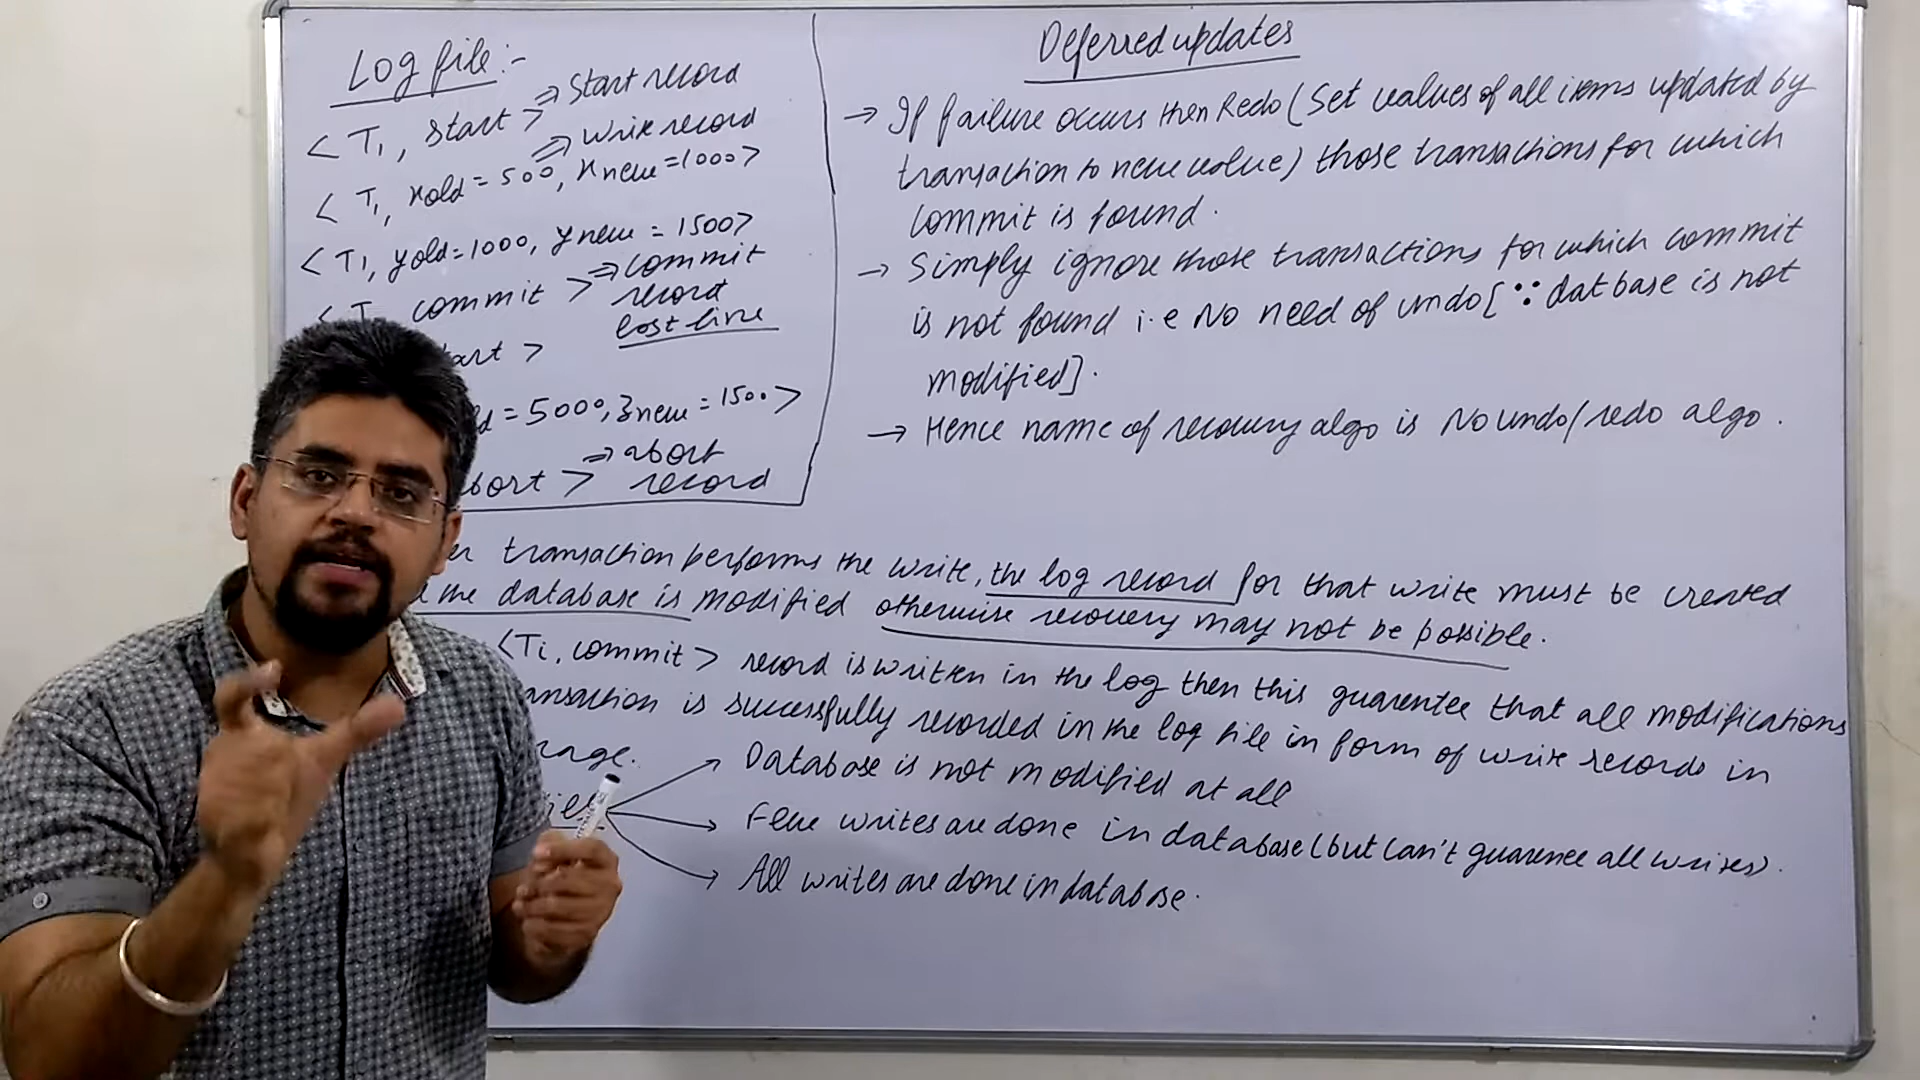 Log file:-
< T1, start > ⇒ Start record
⇒ write record
< T1, xold = 500, xnew = 1000>
< T1, yold = 1000, ynew = 1500>
< T commit > ⇒ commit
record
last line
art >
ld = 5000, znew = 1500 >
bort > ⇒ abort
record
Deferred updates
→ If failure occurs then Redo (Set values of all items updated by
transaction to new value) those transactions for which
commit is found.
→ Simply ignore those transactions for which commit
is not found i.e No need of undo [∵ datbase is not
modified].
→ Hence name of recovery algo is No undo/redo algo.
er transaction performs the write, the log record for that write must be created
the database is modified otherwise recovery may not be possible.
<Ti, commit > record is written in the log then this guarentee that all modifications
ansaction is successfully recorded in the log file in form of write records in
rage.
→ Database is not modified at all
→ Few writes are done in database (but can't guarenee all writes).
→ All writes are done in database.